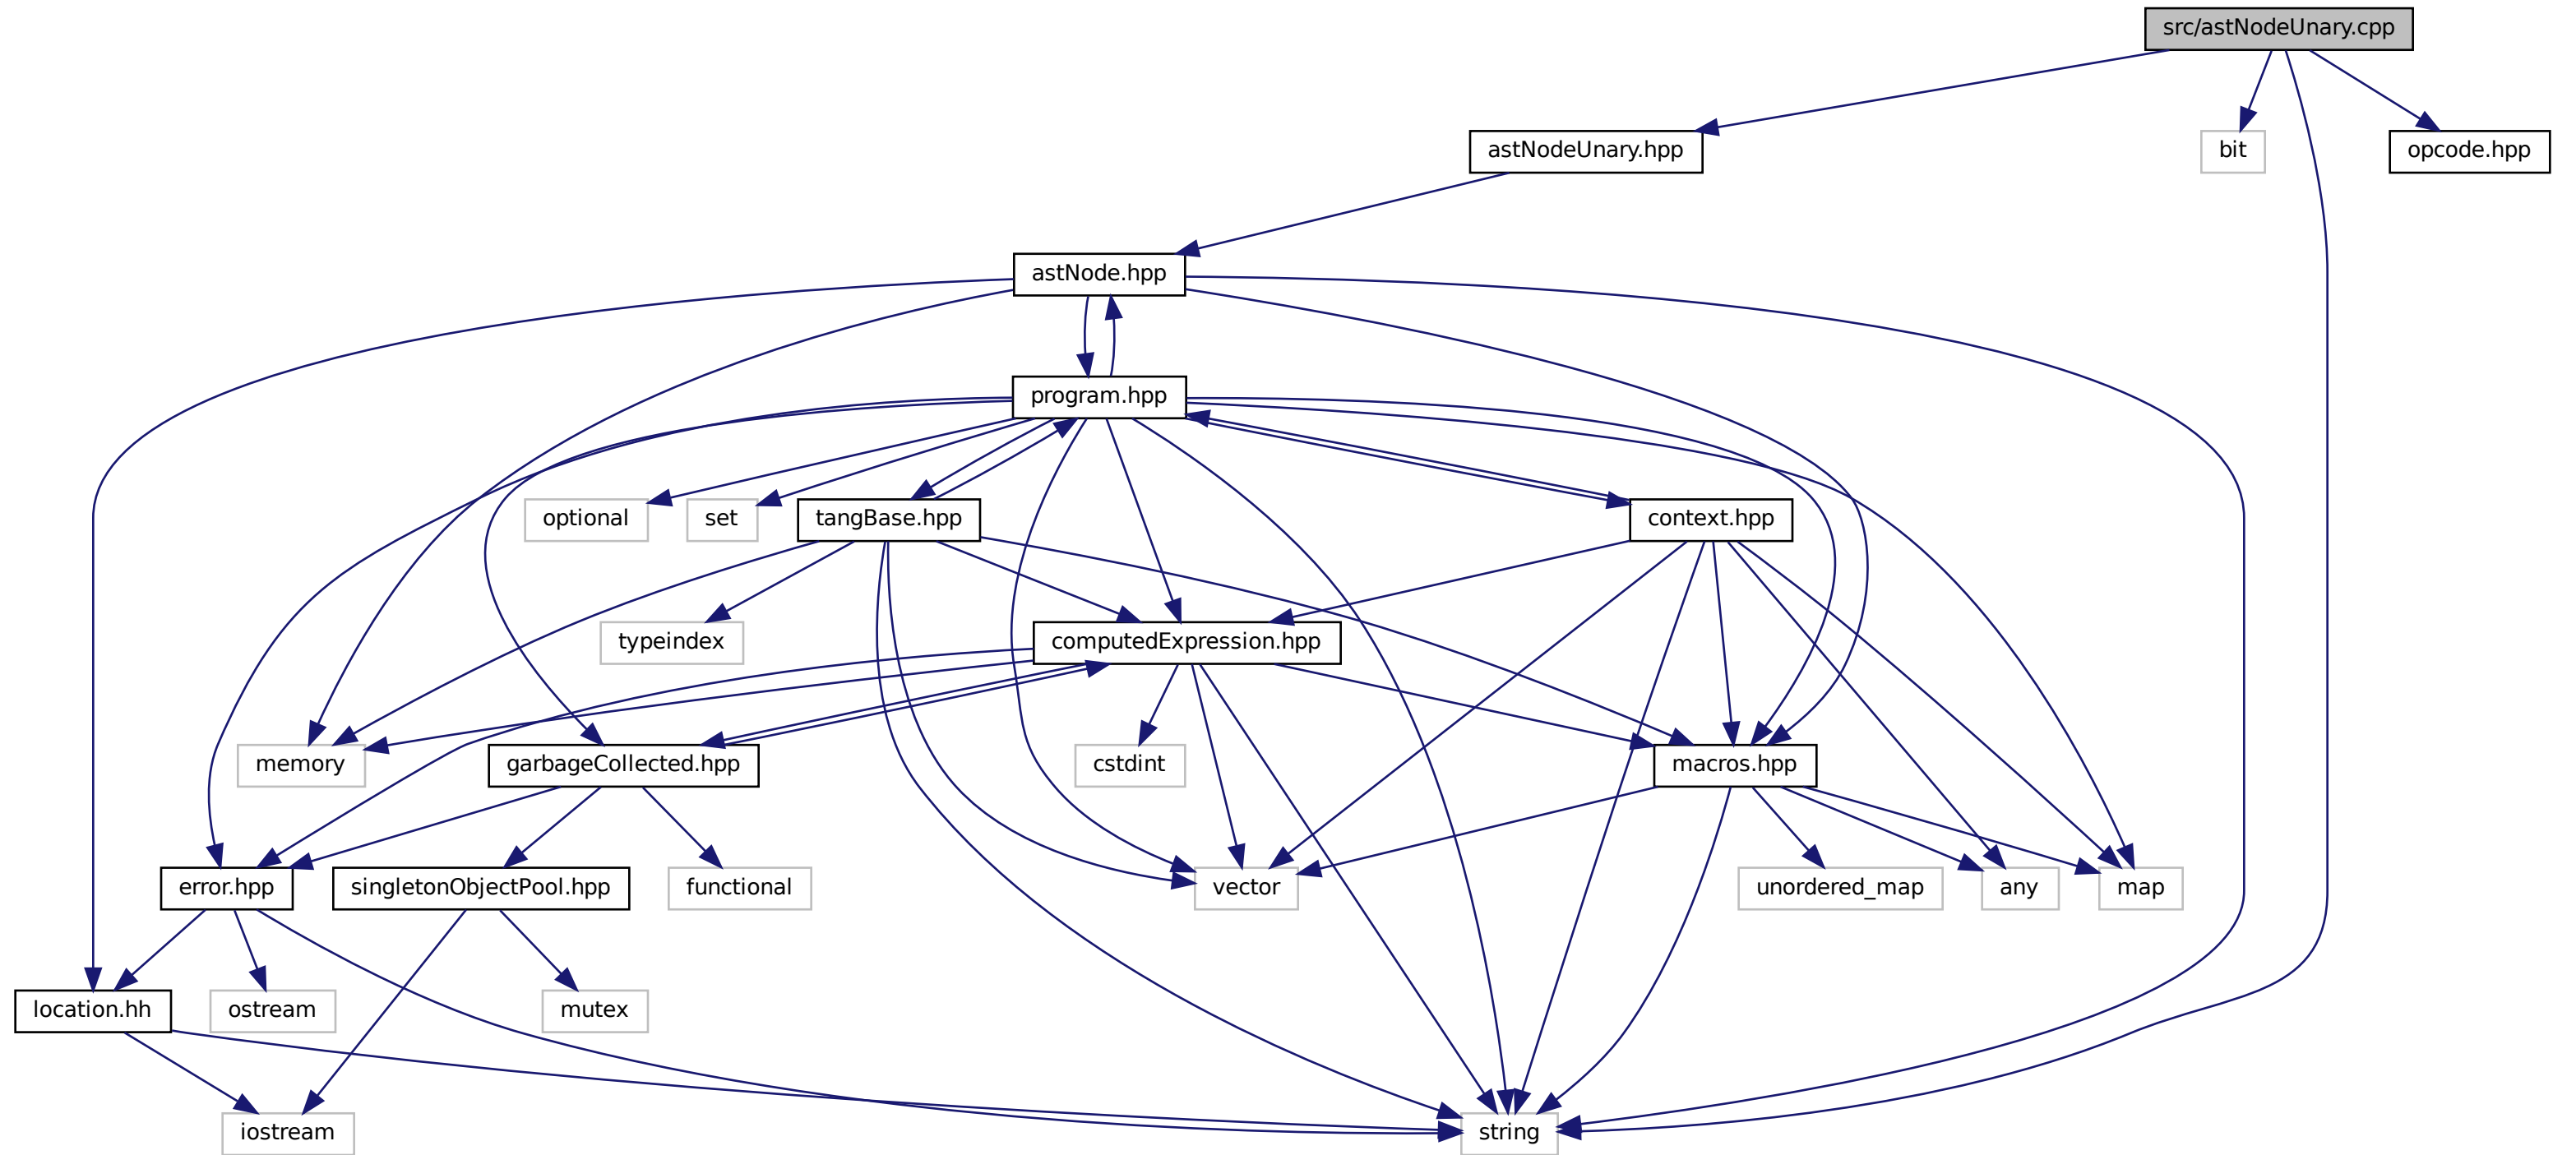 src/astNodeUnary.cpp
astNodeUnary.hpp
bit
opcode.hpp
astNode.hpp
program.hpp
optional
set
tangBase.hpp
context.hpp
typeindex
computedExpression.hpp
memory
garbageCollected.hpp
cstdint
macros.hpp
error.hpp
singletonObjectPool.hpp
functional
vector
unordered_map
any
map
location.hh
ostream
mutex
iostream
string